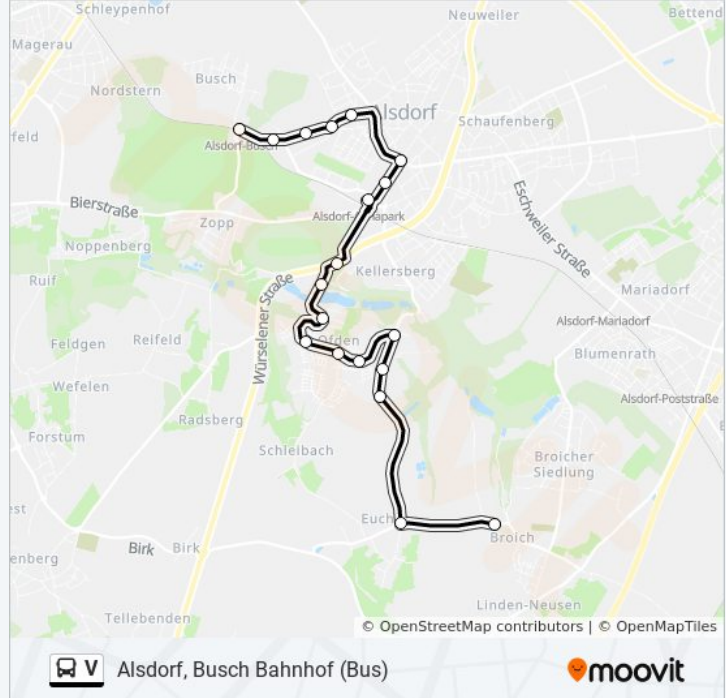 Schleypenhof
Neuweiler
Magerau
Bettend
Busch
Nordstern
Alsdorf
Schaufenberg
feld
Alsdorf-Busch
Bierstraße
Eschweiler Straße
Zopp
Noppenberg
Kellersberg
Ruif
Würselener Straße
Mariadorf
Alsdorf-Mariadorf
Feldgen
Reifeld
Ofden
Blumenrath
Wefelen
Alsdorf-Poststraße
Radsberg
Forstum
Schleibach
Broicher
Siedlung
est
Euch
Broich
Birk
Birk
enberg
Linden-Neusen
Tellebenden
© OpenStreetMap contributors | © OpenMapTiles
V Alsdorf, Busch Bahnhof (Bus)
moovit